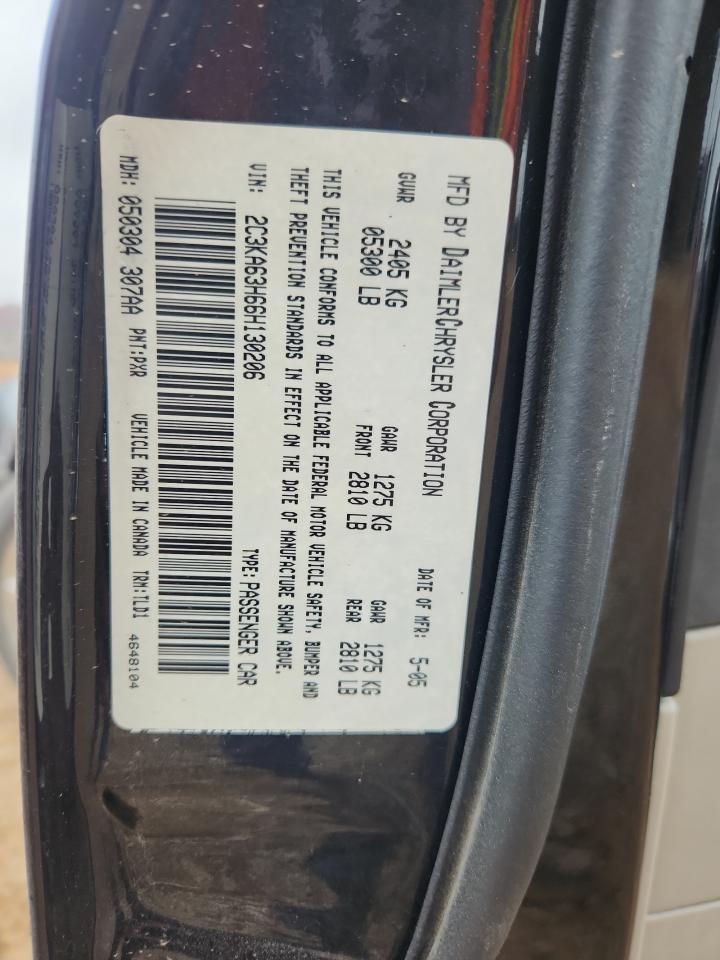 MFD BY DAIMLERCHRYSLER CORPORATION DATE OF MFR: 5-05
GVWR 2405 KG GAWR 1275 KG GAWR 1275 KG
05300 LB FRONT 2810 LB REAR 2810 LB
THIS VEHICLE CONFORMS TO ALL APPLICABLE FEDERAL MOTOR VEHICLE SAFETY, BUMPER AND
THEFT PREVENTION STANDARDS IN EFFECT ON THE DATE OF MANUFACTURE SHOWN ABOVE.
VIN: 2C3KA63H66H130206 TYPE: PASSENGER CAR
MDH: 050304 307AA PNT:PXR VEHICLE MADE IN CANADA TRM:TLD1 4648104